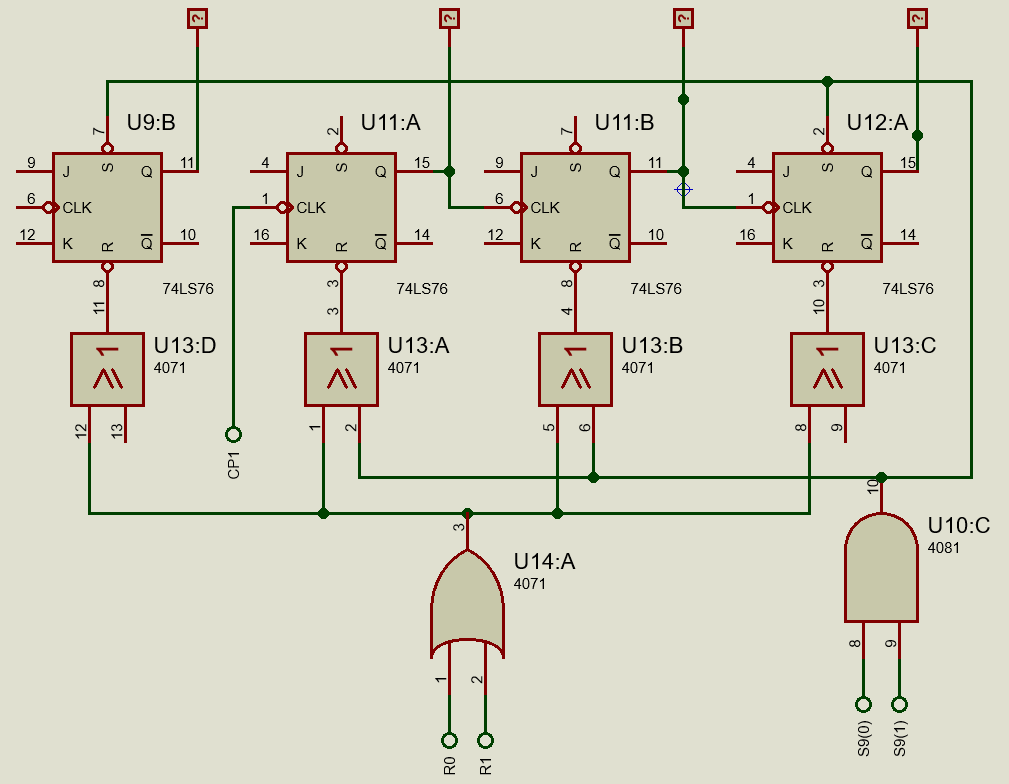 ? ? ? ?
U9:B U11:A U11:B U12:A
7 2 7 2
9 J S Q 11 4 J S Q 15 9 J S Q 11 4 J S Q 15
6 CLK 1 CLK 6 CLK 1 CLK
12 K R Q 10 16 K R Q 14 12 K R Q 10 16 K R Q 14
8 3 8 3
74LS76 74LS76 74LS76 74LS76
11 3 4 10
U13:D U13:A U13:B U13:C
≥1 4071 ≥1 4071 ≥1 4071 ≥1 4071
12 13 1 2 5 6 8 9
CP1
10
3
U10:C
4081
U14:A
4071
8 9
1 2
S9(0) S9(1)
R0 R1